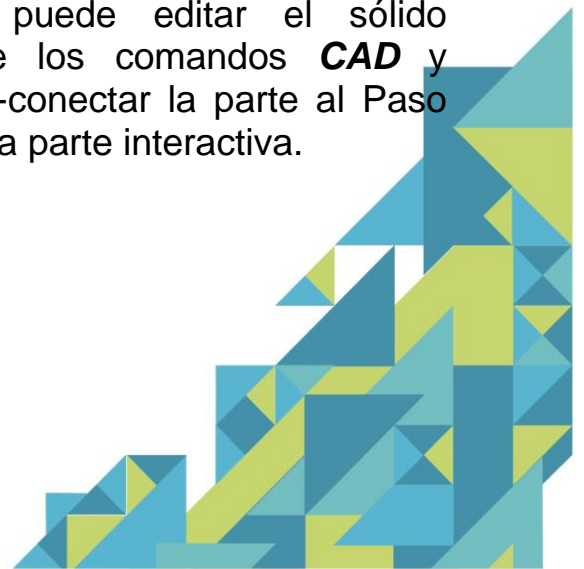 puede editar el sólido
los comandos CAD y
-conectar la parte al Paso
a parte interactiva.